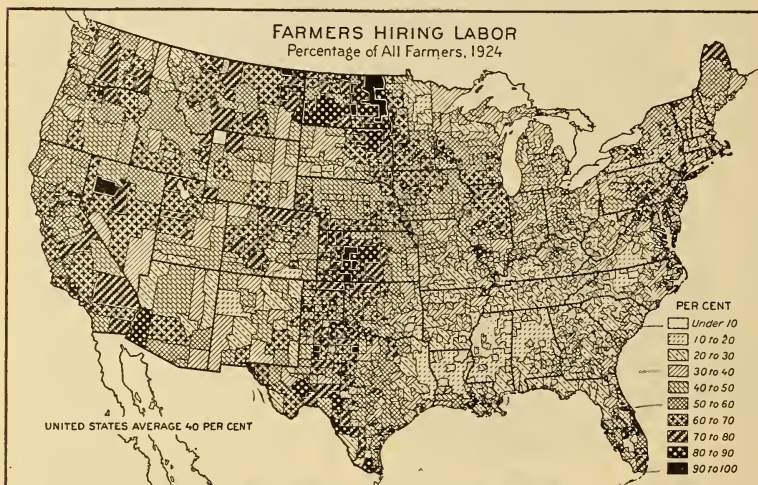 FARMERS HIRING LABOR
Percentage of All Farmers, 1924
UNITED STATES AVERAGE 40 PER CENT
PER CENT
Under 10
10 to 20
20 to 30
30 to 40
40 to 50
50 to 60
60 to 70
70 to 80
80 to 90
90 to 100